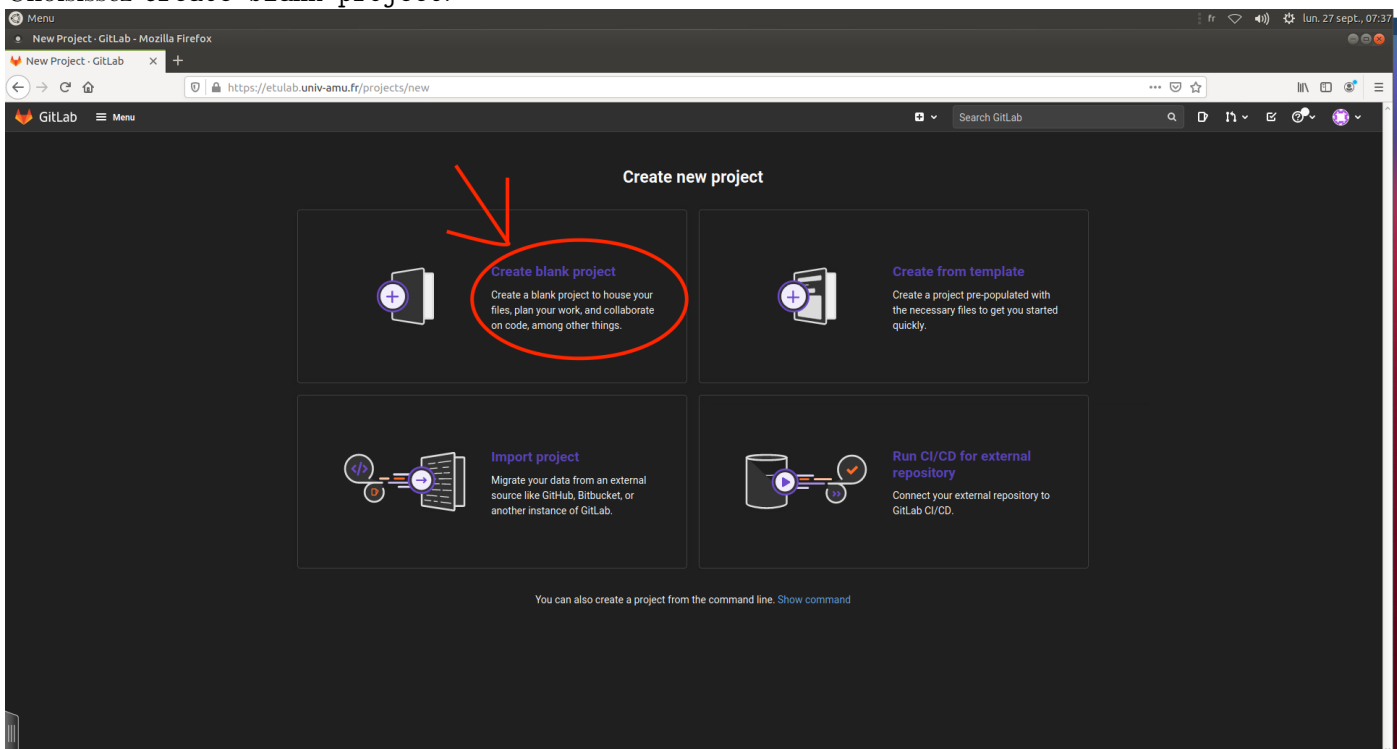 Choisissez create blank project.
Menu
fr
lun. 27 sept., 07:37
New Project · GitLab - Mozilla Firefox
New Project · GitLab
https://etulab.univ-amu.fr/projects/new
GitLab
Menu
Search GitLab
Create new project
Create blank project
Create a blank project to house your
files, plan your work, and collaborate
on code, among other things.
Create from template
Create a project pre-populated with
the necessary files to get you started
quickly.
Import project
Migrate your data from an external
source like GitHub, Bitbucket, or
another instance of GitLab.
Run CI/CD for external
repository
Connect your external repository to
GitLab CI/CD.
You can also create a project from the command line. Show command